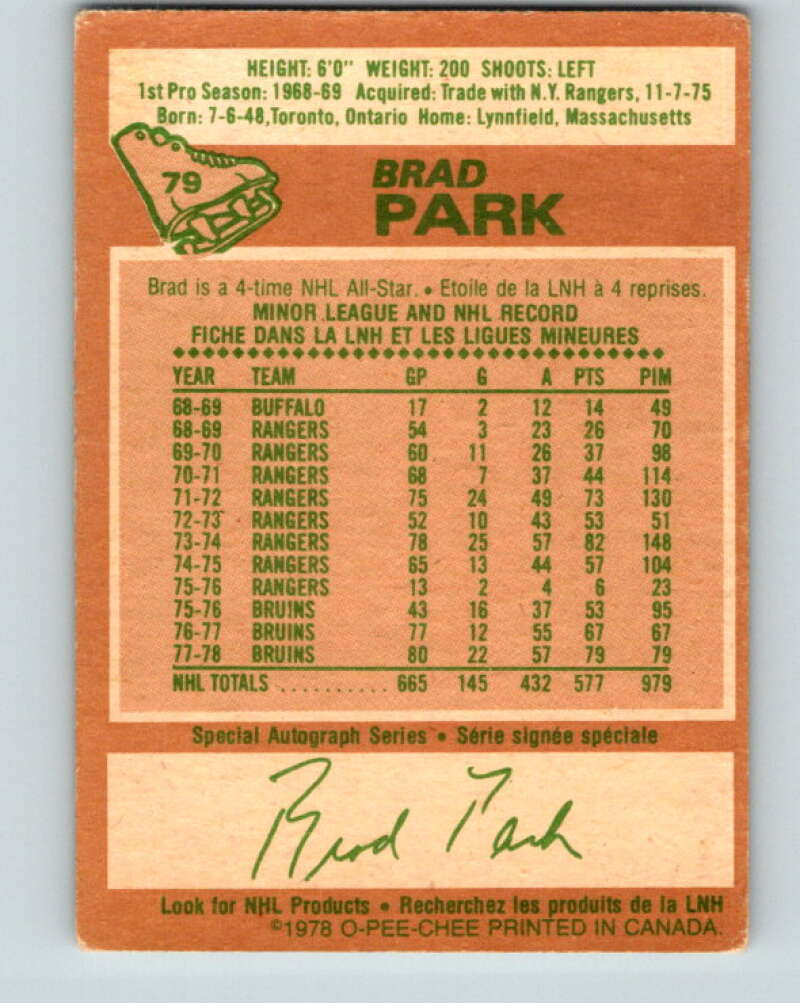 HEIGHT: 6'0" WEIGHT: 200 SHOOTS: LEFT
1st Pro Season: 1968-69 Acquired: Trade with N.Y. Rangers, 11-7-75
Born: 7-6-48, Toronto, Ontario Home: Lynnfield, Massachusetts
79
BRAD
PARK
Brad is a 4-time NHL All-Star. • Etoile de la LNH à 4 reprises.
MINOR LEAGUE AND NHL RECORD
FICHE DANS LA LNH ET LES LIGUES MINEURES
YEAR TEAM GP G A PTS PIM
68-69 BUFFALO 17 2 12 14 49
68-69 RANGERS 54 3 23 26 70
69-70 RANGERS 60 11 26 37 98
70-71 RANGERS 68 7 37 44 114
71-72 RANGERS 75 24 49 73 130
72-73 RANGERS 52 10 43 53 51
73-74 RANGERS 78 25 57 82 148
74-75 RANGERS 65 13 44 57 104
75-76 RANGERS 13 2 4 6 23
75-76 BRUINS 43 16 37 53 95
76-77 BRUINS 77 12 55 67 67
77-78 BRUINS 80 22 57 79 79
NHL TOTALS .......... 665 145 432 577 979
Special Autograph Series • Série signée spéciale
Brad Park
Look for NHL Products • Recherchez les produits de la LNH
©1978 O-PEE-CHEE PRINTED IN CANADA.